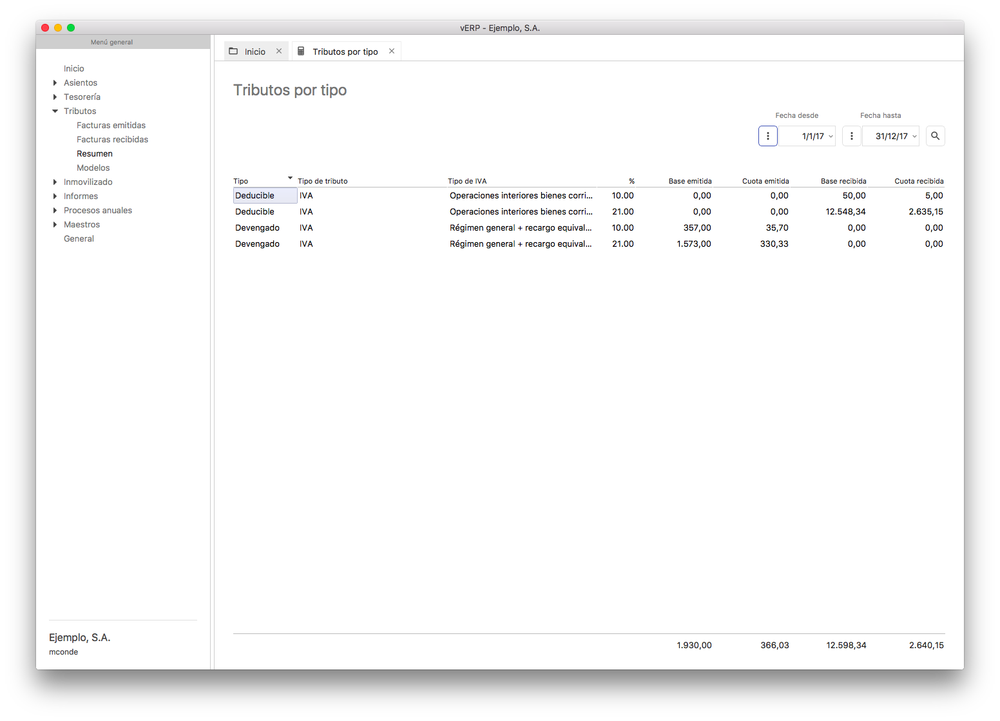 vERP - Ejemplo, S.A.
Menú general
Inicio
Asientos
Tesorería
Tributos
Facturas emitidas
Facturas recibidas
Resumen
Modelos
Inmovilizado
Informes
Procesos anuales
Maestros
General
Ejemplo, S.A.
mconde
Inicio Tributos por tipo
Tributos por tipo
Fecha desde Fecha hasta
1/1/17 31/12/17
Tipo Tipo de tributo Tipo de IVA % Base emitida Cuota emitida Base recibida Cuota recibida
Deducible IVA Operaciones interiores bienes corri... 10.00 0,00 0,00 50,00 5,00
Deducible IVA Operaciones interiores bienes corri... 21.00 0,00 0,00 12.548,34 2.635,15
Devengado IVA Régimen general + recargo equival... 10.00 357,00 35,70 0,00 0,00
Devengado IVA Régimen general + recargo equival... 21.00 1.573,00 330,33 0,00 0,00
1.930,00 366,03 12.598,34 2.640,15